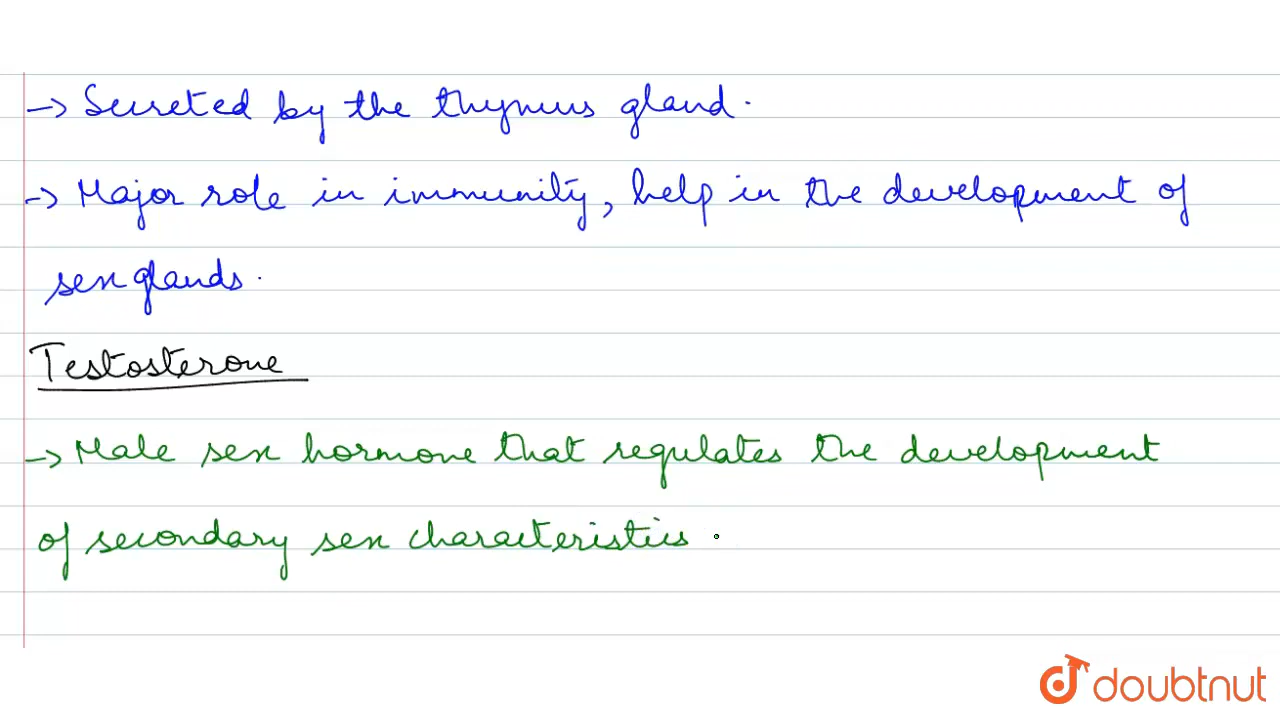 → Secreted by the thymus gland.
→ Major role in immunity, help in the development of
sex glands.
Testosterone
→ Male sex hormone that regulates the development
of secondary sex characteristics .
doubtnut